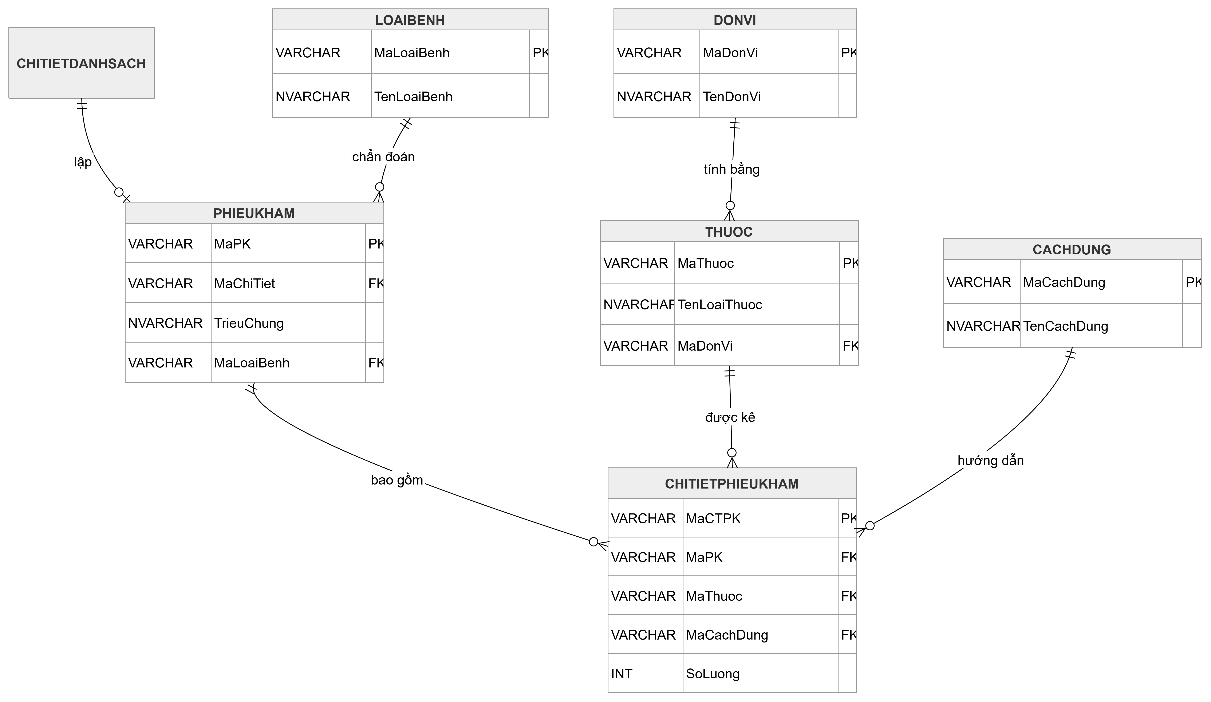 CHITIETDANHSACH
LOAIBENH
VARCHAR MaLoaiBenh PK
NVARCHAR TenLoaiBenh
DONVI
VARCHAR MaDonVi PK
NVARCHAR TenDonVi
lập
chẩn đoán
tính bằng
PHIEUKHAM
VARCHAR MaPK PK
VARCHAR MaChiTiet FK
NVARCHAR TrieuChung
VARCHAR MaLoaiBenh FK
THUOC
VARCHAR MaThuoc PK
NVARCHAR TenLoaiThuoc
VARCHAR MaDonVi FK
CACHDUNG
VARCHAR MaCachDung PK
NVARCHAR TenCachDung
bao gồm
được kê
hướng dẫn
CHITIETPHIEUKHAM
VARCHAR MaCTPK PK
VARCHAR MaPK FK
VARCHAR MaThuoc FK
VARCHAR MaCachDung FK
INT SoLuong